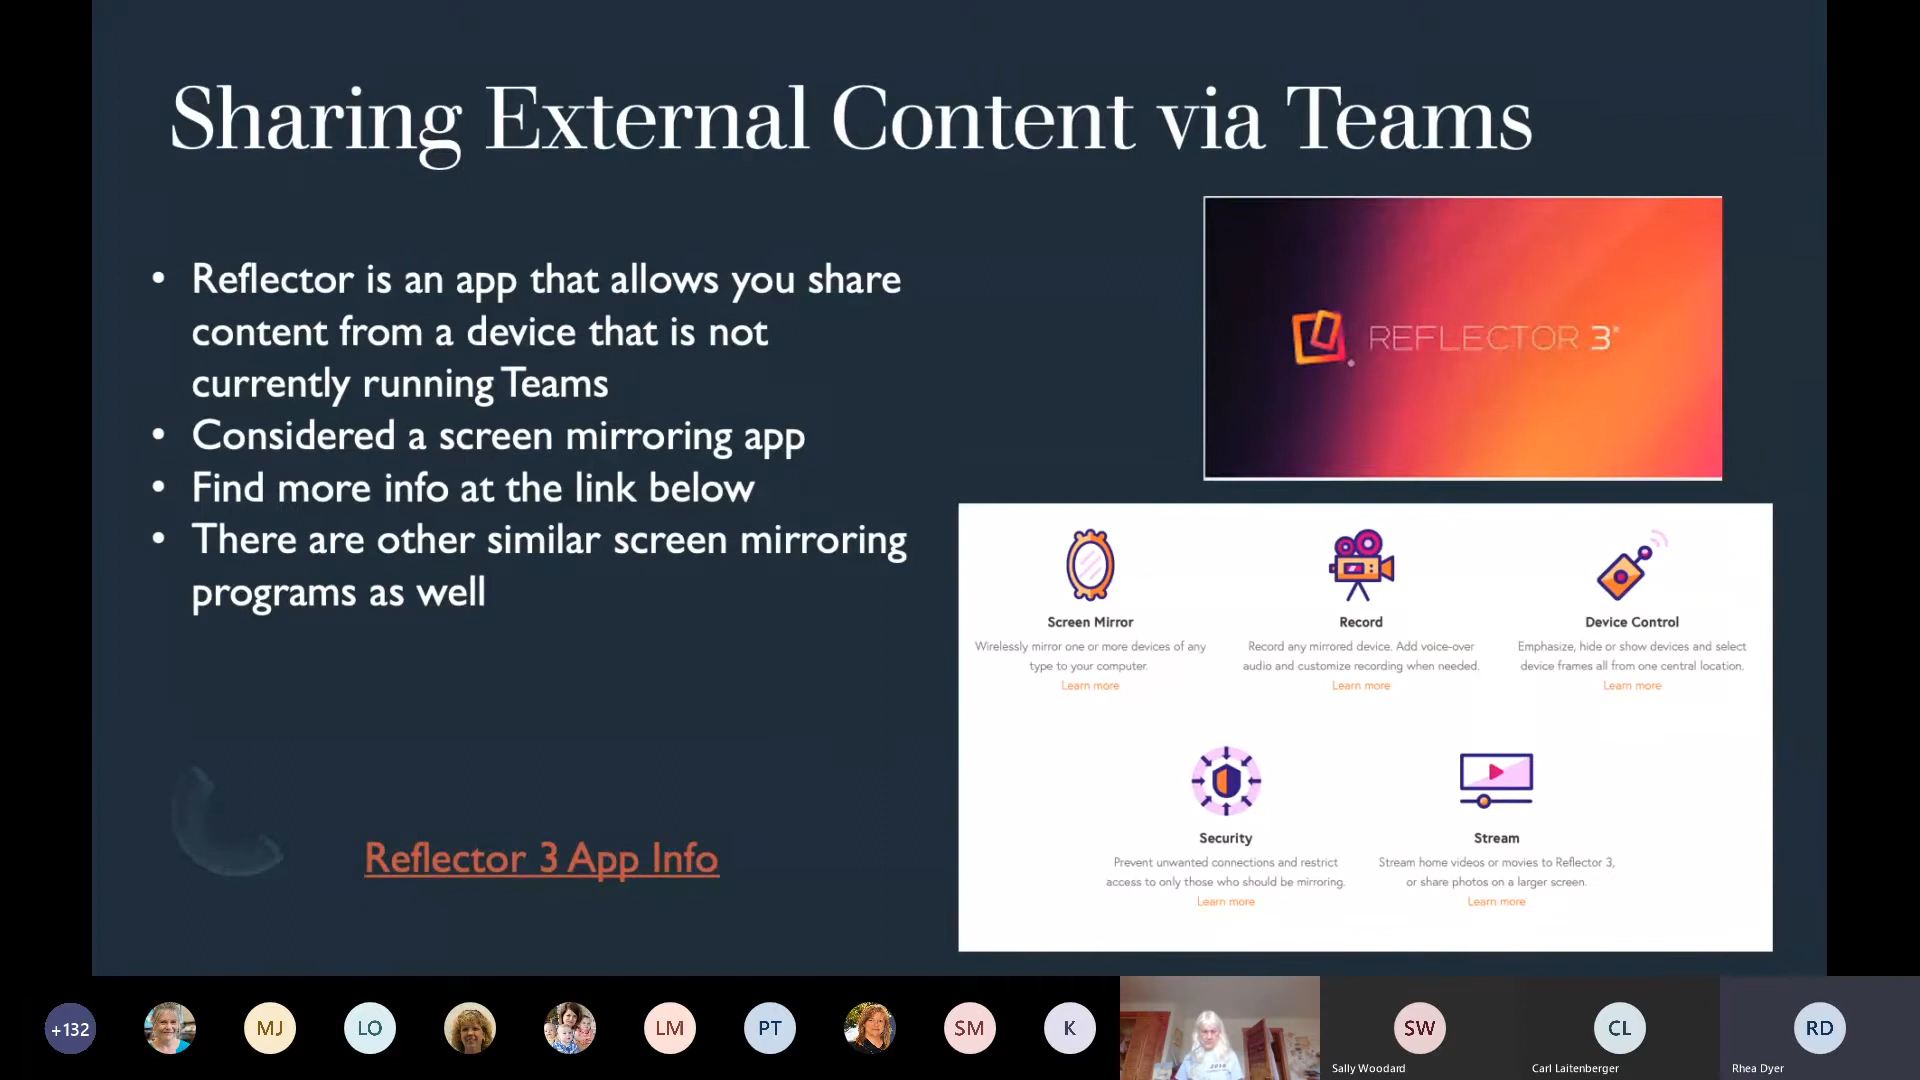 Sharing External Content via Teams
• Reflector is an app that allows you share
content from a device that is not
currently running Teams
• Considered a screen mirroring app
• Find more info at the link below
• There are other similar screen mirroring
programs as well
Reflector 3 App Info
REFLECTOR 3
Screen Mirror
Wirelessly mirror one or more devices of any
type to your computer.
Learn more
Record
Record any mirrored device. Add voice-over
audio and customize recording when needed.
Learn more
Device Control
Emphasize, hide or show devices and select
device frames all from one central location.
Learn more
Security
Prevent unwanted connections and restrict
access to only those who should be mirroring.
Learn more
Stream
Stream home videos or movies to Reflector 3,
or share photos on a larger screen.
Learn more
+132
MJ
LO
LM
PT
SM
K
2010
SW
Sally Woodard
CL
Carl Laitenberger
RD
Rhea Dyer